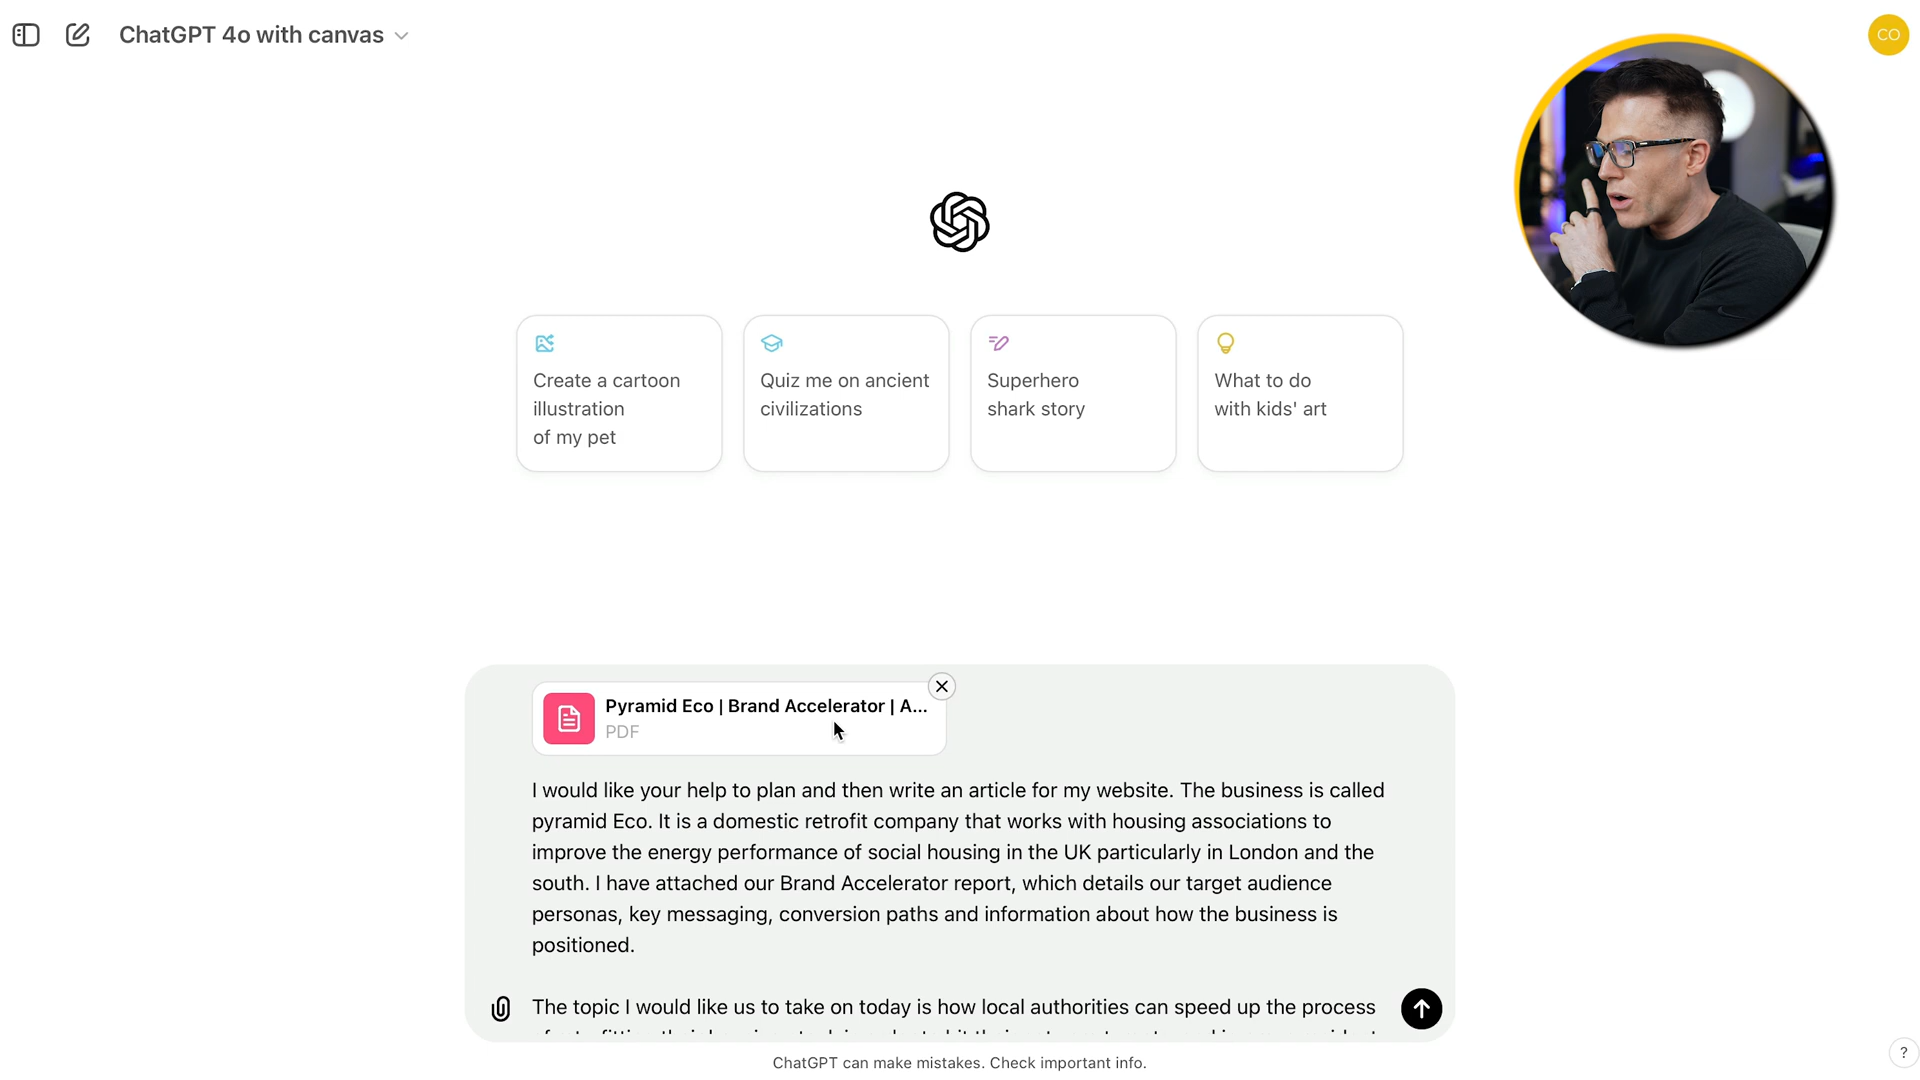 ChatGPT 4o with canvas
CO
Create a cartoon
illustration
of my pet
Quiz me on ancient
civilizations
Superhero
shark story
What to do
with kids' art
Pyramid Eco | Brand Accelerator | A...
PDF
I would like your help to plan and then write an article for my website. The business is called
pyramid Eco. It is a domestic retrofit company that works with housing associations to
improve the energy performance of social housing in the UK particularly in London and the
south. I have attached our Brand Accelerator report, which details our target audience
personas, key messaging, conversion paths and information about how the business is
positioned.
The topic I would like us to take on today is how local authorities can speed up the process
ChatGPT can make mistakes. Check important info.
?